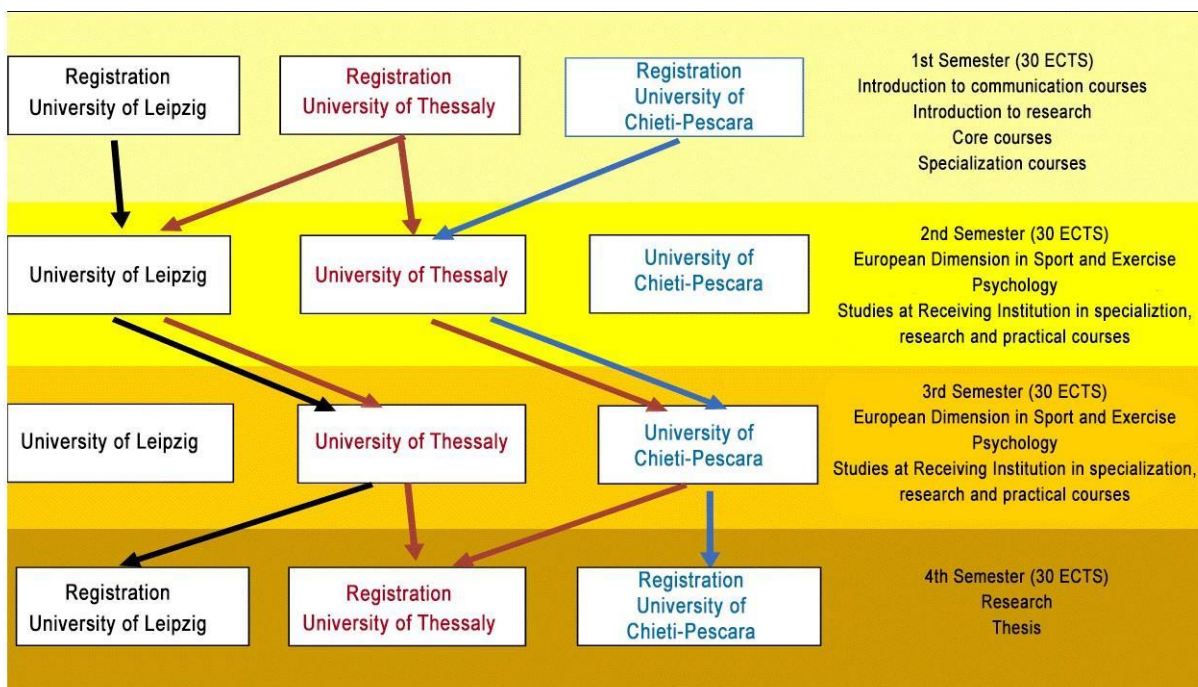 Registration
University of Leipzig
Registration
University of Thessaly
Registration
University of
Chieti-Pescara
1st Semester (30 ECTS)
Introduction to communication courses
Introduction to research
Core courses
Specialization courses
University of Leipzig
University of Thessaly
University of
Chieti-Pescara
2nd Semester (30 ECTS)
European Dimension in Sport and Exercise
Psychology
Studies at Receiving Institution in specializtion,
research and practical courses
University of Leipzig
University of Thessaly
University of
Chieti-Pescara
3rd Semester (30 ECTS)
European Dimension in Sport and Exercise
Psychology
Studies at Receiving Institution in specialization,
research and practical courses
Registration
University of Leipzig
Registration
University of Thessaly
Registration
University of
Chieti-Pescara
4th Semester (30 ECTS)
Research
Thesis